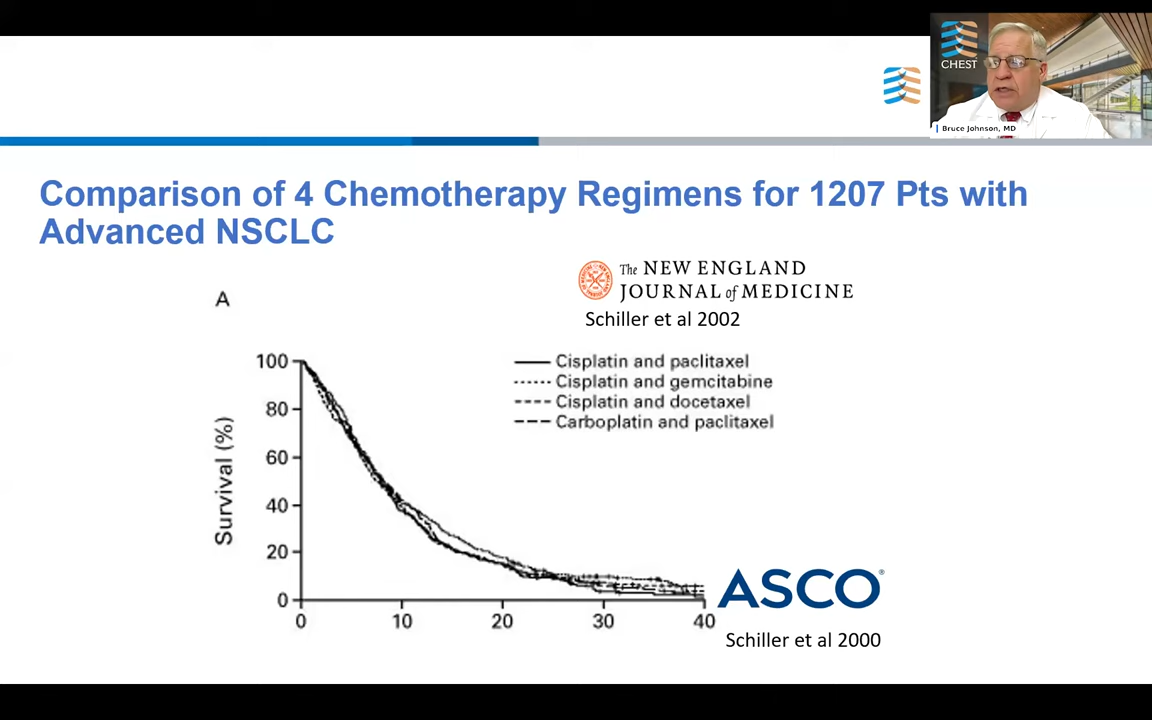 CHEST
Bruce Johnson, MD
Comparison of 4 Chemotherapy Regimens for 1207 Pts with
Advanced NSCLC
The NEW ENGLAND
JOURNAL of MEDICINE
Schiller et al 2002
A
Cisplatin and paclitaxel
Cisplatin and gemcitabine
Cisplatin and docetaxel
Carboplatin and paclitaxel
Survival (%)
100
80
60
40
20
0
0 10 20 30 40
ASCO®
Schiller et al 2000